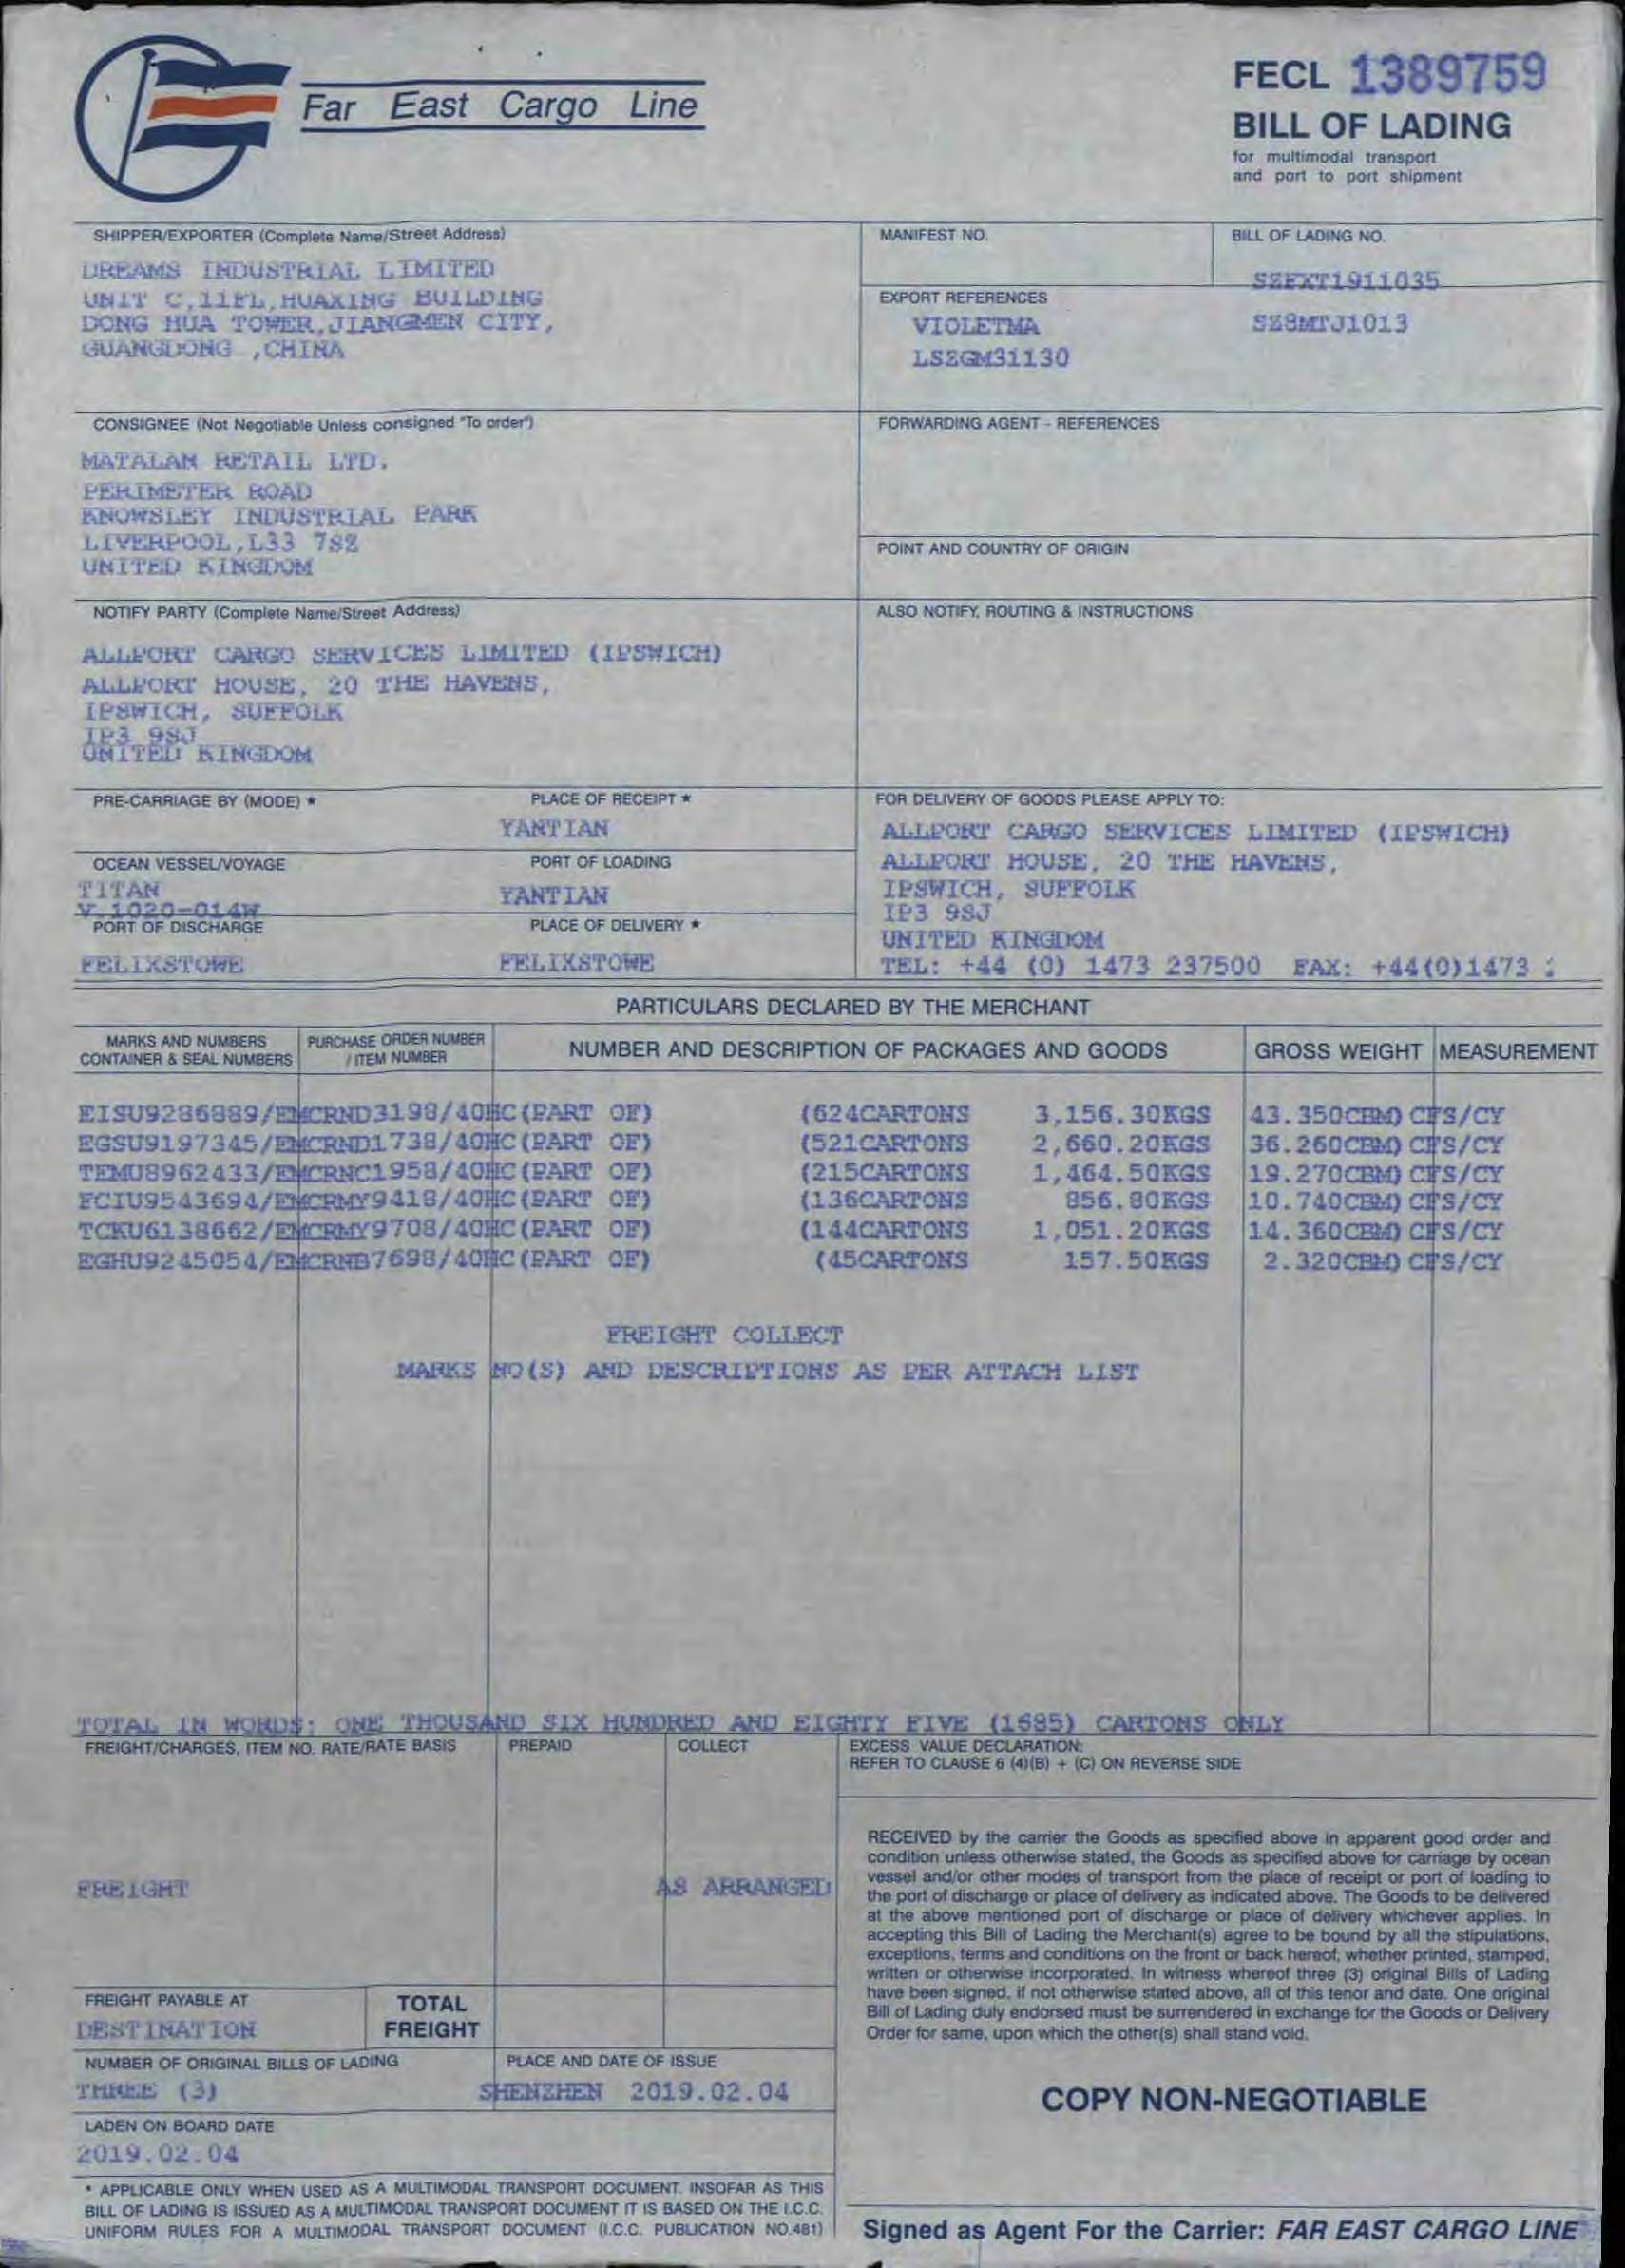 Far East Cargo Line
FECL 1389759
BILL OF LADING
for multimodal transport
and port to port shipment
SHIPPER/EXPORTER (Complete Name/Street Address)
DREAMS INDUSTRIAL LIMITED
UNIT C,11FL,HUAXING BUILDING
DONG HUA TOWER,JIANGMEN CITY,
GUANGDONG ,CHINA
MANIFEST NO.
BILL OF LADING NO.
SZEXT1911035
EXPORT REFERENCES
VIOLETMA SZ8MTJ1013
LSZGM31130
CONSIGNEE (Not Negotiable Unless consigned "To order")
MATALAN RETAIL LTD.
PERIMETER ROAD
KNOWSLEY INDUSTRIAL PARK
LIVERPOOL,L33 7SZ
UNITED KINGDOM
FORWARDING AGENT - REFERENCES
POINT AND COUNTRY OF ORIGIN
NOTIFY PARTY (Complete Name/Street Address)
ALLPORT CARGO SERVICES LIMITED (IPSWICH)
ALLPORT HOUSE, 20 THE HAVENS,
IPSWICH, SUFFOLK
IP3 9SJ
UNITED KINGDOM
ALSO NOTIFY, ROUTING & INSTRUCTIONS
PRE-CARRIAGE BY (MODE) ★
PLACE OF RECEIPT ★
YANTIAN
OCEAN VESSEL/VOYAGE
TITAN
V.1020-014W
PORT OF LOADING
YANTIAN
PORT OF DISCHARGE
FELIXSTOWE
PLACE OF DELIVERY ★
FELIXSTOWE
FOR DELIVERY OF GOODS PLEASE APPLY TO:
ALLPORT CARGO SERVICES LIMITED (IPSWICH)
ALLPORT HOUSE, 20 THE HAVENS,
IPSWICH, SUFFOLK
IP3 9SJ
UNITED KINGDOM
TEL: +44 (0) 1473 237500 FAX: +44(0)1473
PARTICULARS DECLARED BY THE MERCHANT
MARKS AND NUMBERS
CONTAINER & SEAL NUMBERS
PURCHASE ORDER NUMBER
/ ITEM NUMBER
NUMBER AND DESCRIPTION OF PACKAGES AND GOODS
GROSS WEIGHT
MEASUREMENT
EISU9286889/EMCRND3198/40HC(PART OF) (624CARTONS 3,156.30KGS 43.350CBM) CFS/CY
EGSU9197345/EMCRND1738/40HC(PART OF) (521CARTONS 2,660.20KGS 36.260CBM) CFS/CY
TEMU8962433/EMCRNC1958/40HC(PART OF) (215CARTONS 1,464.50KGS 19.270CBM) CFS/CY
FCIU9543694/EMCRMY9418/40HC(PART OF) (136CARTONS 856.80KGS 10.740CBM) CFS/CY
TCKU6138662/EMCRMY9708/40HC(PART OF) (144CARTONS 1,051.20KGS 14.360CBM) CFS/CY
EGHU9245054/EMCRNB7698/40HC(PART OF) (45CARTONS 157.50KGS 2.320CBM) CFS/CY
FREIGHT COLLECT
MARKS NO(S) AND DESCRIPTIONS AS PER ATTACH LIST
TOTAL IN WORDS: ONE THOUSAND SIX HUNDRED AND EIGHTY FIVE (1685) CARTONS ONLY
FREIGHT/CHARGES, ITEM NO. RATE/RATE BASIS
PREPAID
COLLECT
EXCESS VALUE DECLARATION:
REFER TO CLAUSE 6 (4)(B) + (C) ON REVERSE SIDE
FREIGHT AS ARRANGED
RECEIVED by the carrier the Goods as specified above in apparent good order and
condition unless otherwise stated, the Goods as specified above for carriage by ocean
vessel and/or other modes of transport from the place of receipt or port of loading to
the port of discharge or place of delivery as indicated above. The Goods to be delivered
at the above mentioned port of discharge or place of delivery whichever applies. In
accepting this Bill of Lading the Merchant(s) agree to be bound by all the stipulations,
exceptions, terms and conditions on the front or back hereof, whether printed, stamped,
written or otherwise incorporated. In witness whereof three (3) original Bills of Lading
have been signed, if not otherwise stated above, all of this tenor and date. One original
Bill of Lading duly endorsed must be surrendered in exchange for the Goods or Delivery
Order for same, upon which the other(s) shall stand void.
FREIGHT PAYABLE AT
DESTINATION
TOTAL
FREIGHT
NUMBER OF ORIGINAL BILLS OF LADING
THREE (3)
PLACE AND DATE OF ISSUE
SHENZHEN 2019.02.04
COPY NON-NEGOTIABLE
LADEN ON BOARD DATE
2019.02.04
* APPLICABLE ONLY WHEN USED AS A MULTIMODAL TRANSPORT DOCUMENT. INSOFAR AS THIS
BILL OF LADING IS ISSUED AS A MULTIMODAL TRANSPORT DOCUMENT IT IS BASED ON THE I.C.C.
UNIFORM RULES FOR A MULTIMODAL TRANSPORT DOCUMENT (I.C.C. PUBLICATION NO.481)
Signed as Agent For the Carrier: FAR EAST CARGO LINE